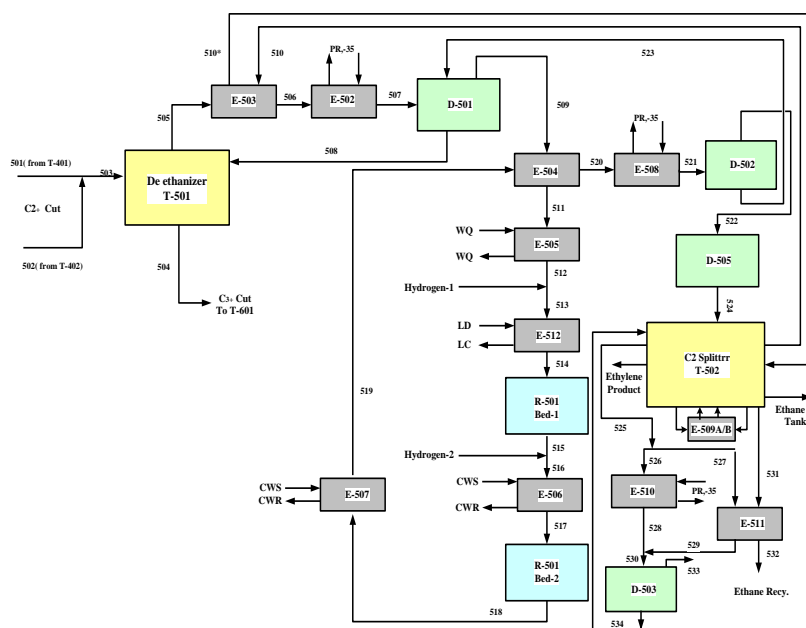 510*
510
PR,-35
523
E-503
506
E-502
507
D-501
505
509
PR,-35
508
501( from T-401)
503
De ethanizer
T-501
E-504
520
E-508
521
D-502
C2+ Cut
511
522
WQ
E-505
WQ
D-505
502( from T-402)
504
512
C3+ Cut
To T-601
Hydrogen-1
513
524
LD
E-512
LC
C2 Splittrr
T-502
514
Ethylene
Product
519
R-501
Bed-1
Ethane
Tank
525
E-509A/B
515
Hydrogen-2
516
526
527
531
CWS
CWR
E-507
CWS
CWR
E-506
E-510
PR,-35
517
528
E-511
529
532
R-501
Bed-2
530
533
D-503
Ethane Recy.
518
534